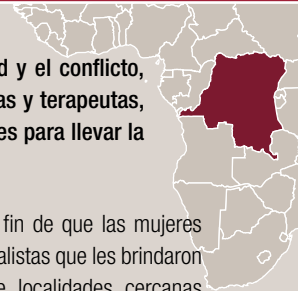 d y el conflicto,
as y terapeutas,
es para llevar la
fin de que las mujeres
alistas que les brindaron
e localidades cercanas